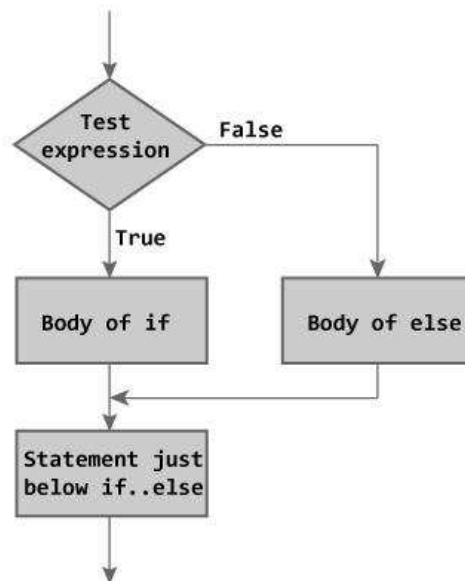 Test
expression
False
True
Body of if
Body of else
Statement just
below if..else